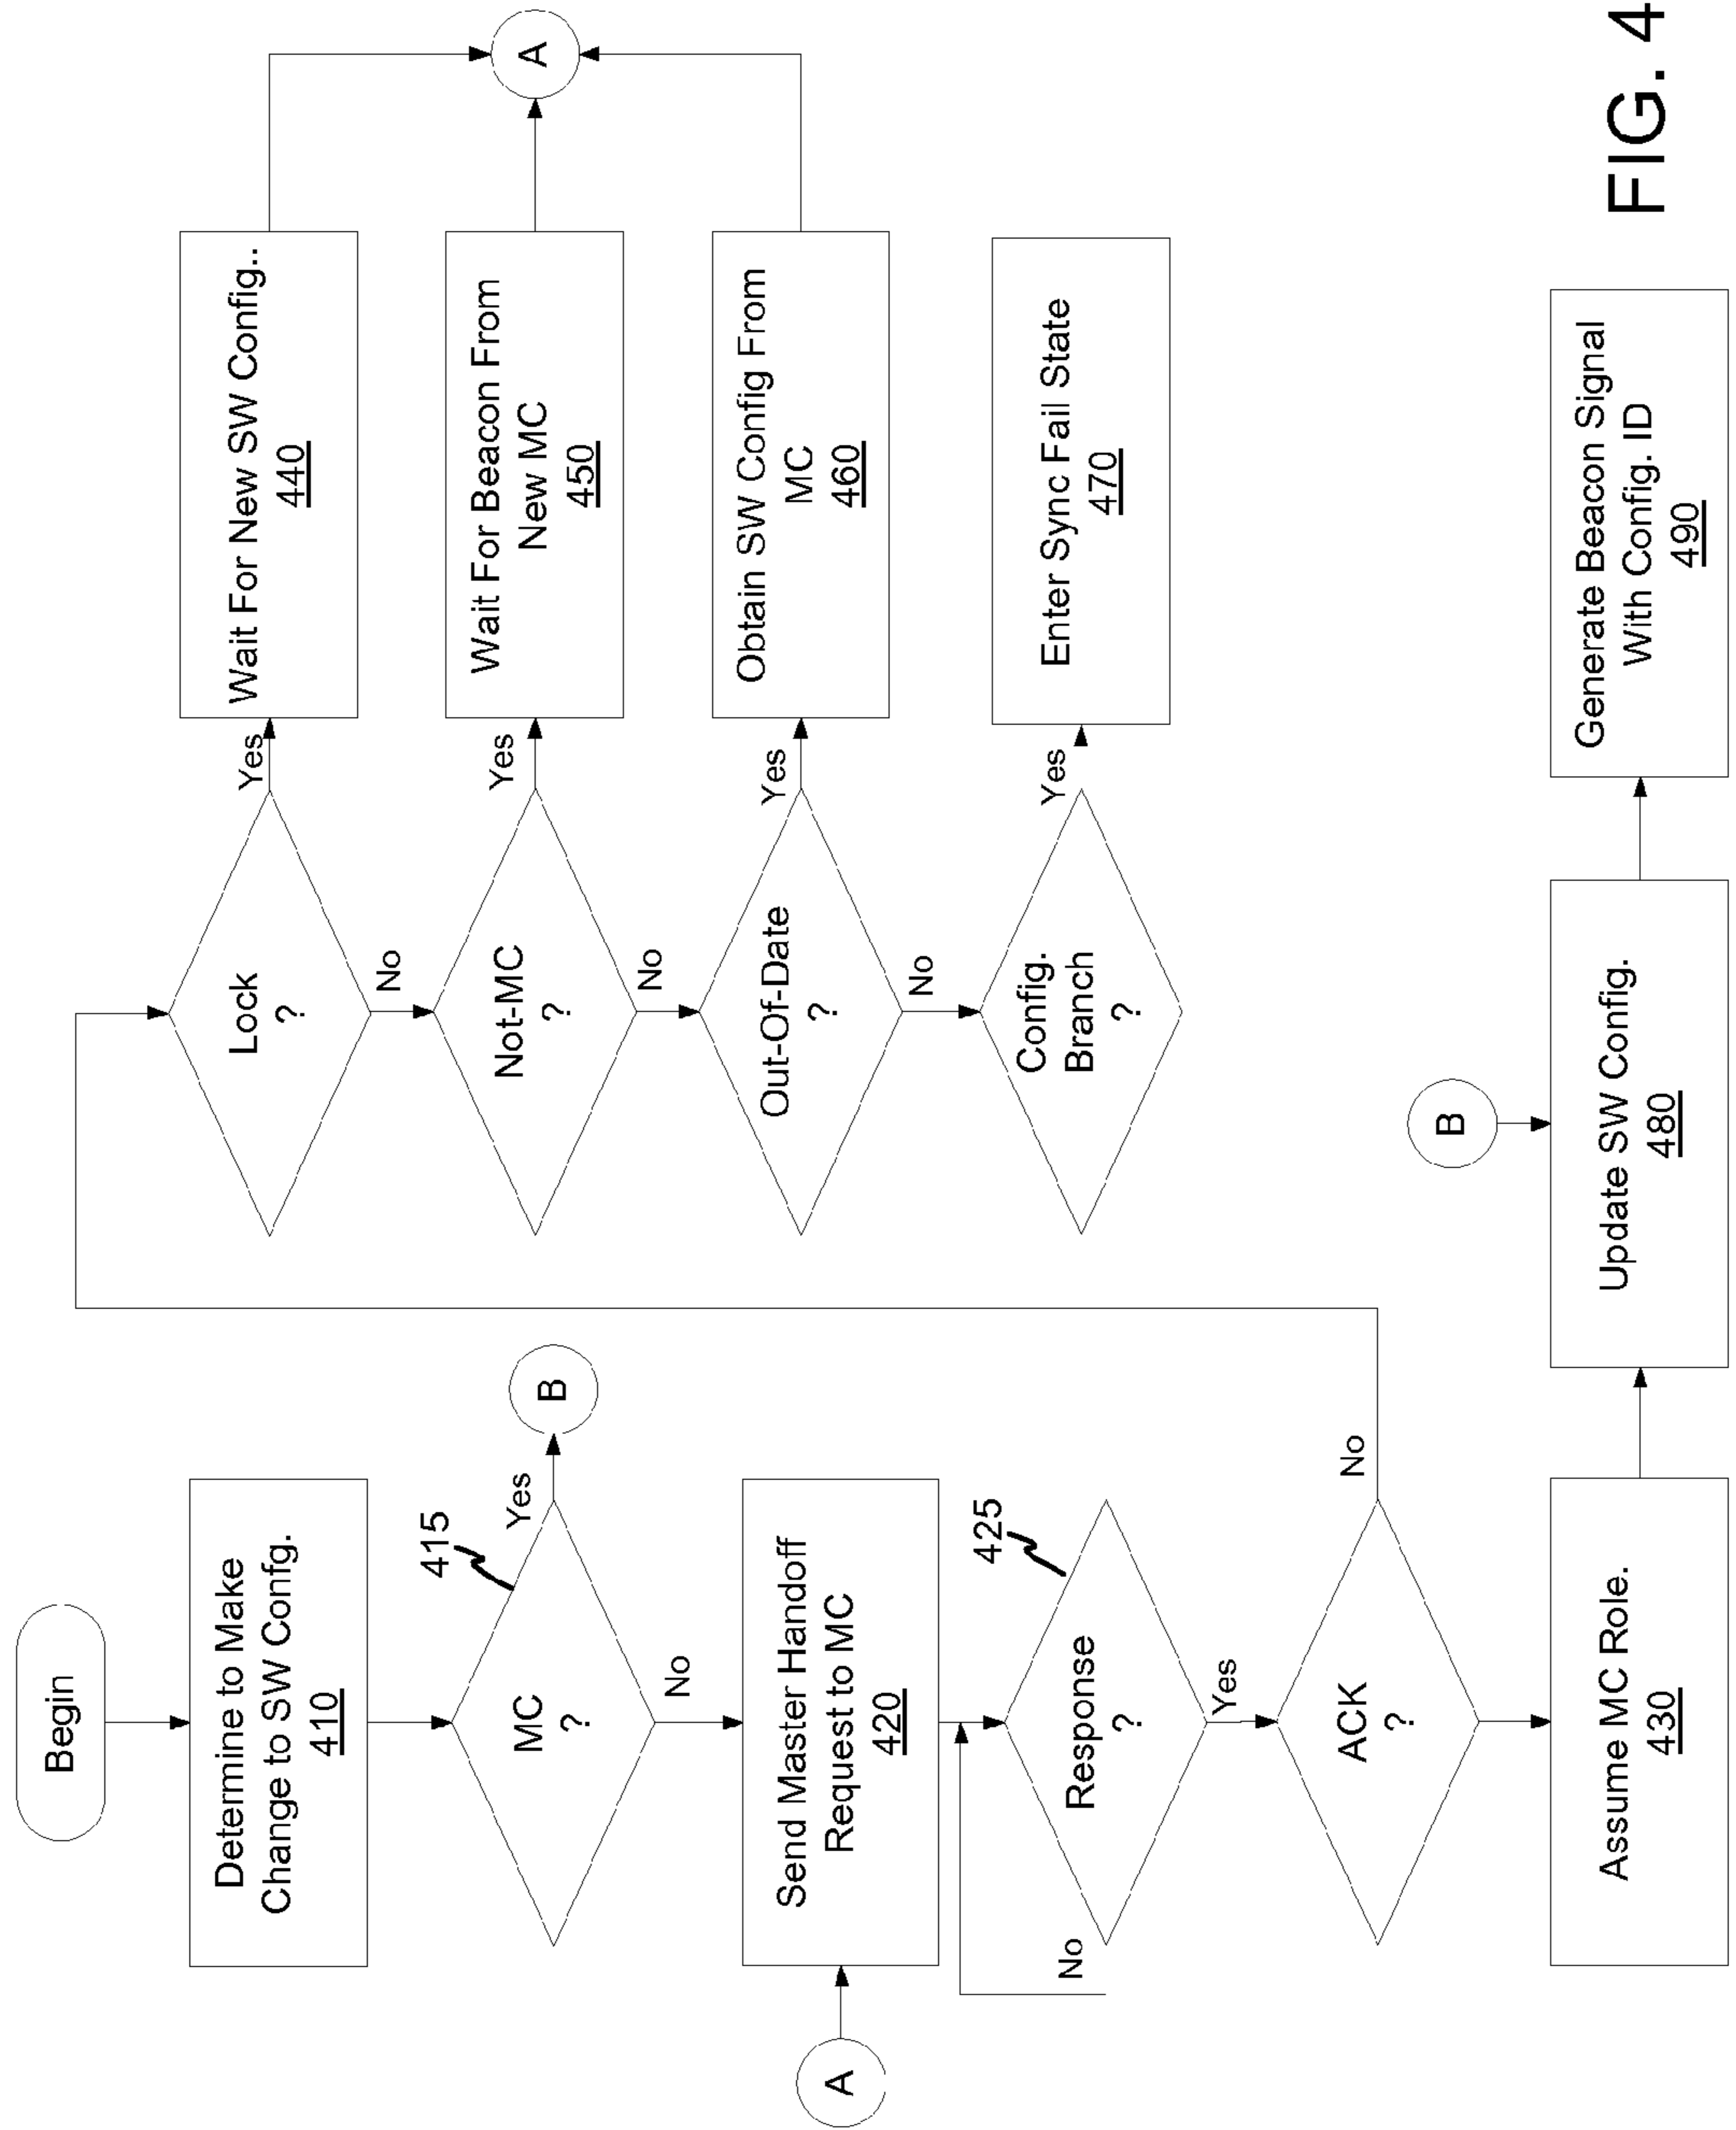 Begin
Determine to Make
Change to SW Confg.
410
MC
?
415
Yes
B
No
Send Master Handoff
Request to MC
420
A
Response
?
425
No
Yes
ACK
?
No
Assume MC Role.
430
Lock
?
Yes
Wait For New SW Config..
440
No
Not-MC
?
Yes
Wait For Beacon From
New MC
450
A
No
Out-Of-Date
?
Yes
Obtain SW Config From
MC
460
No
Config.
Branch
?
Yes
Enter Sync Fail State
470
B
Update SW Config.
480
Generate Beacon Signal
With Config. ID
490
FIG. 4